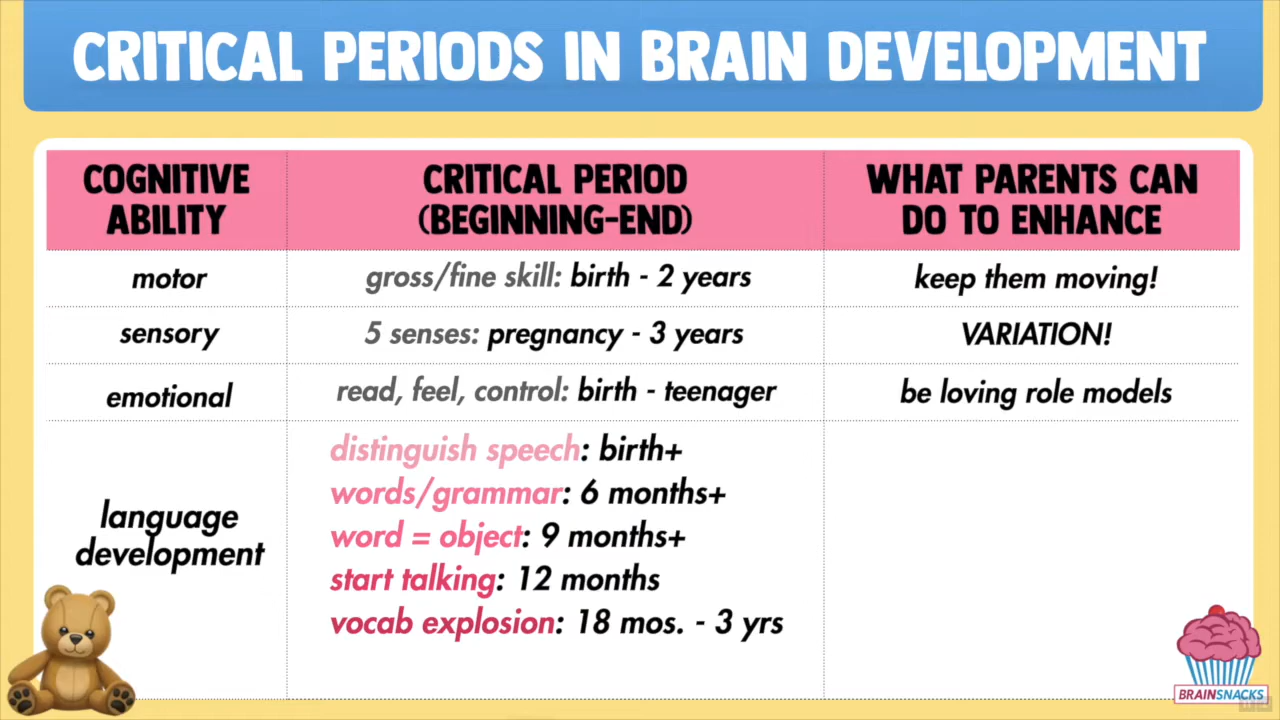 CRITICAL PERIODS IN BRAIN DEVELOPMENT
COGNITIVE
ABILITY
CRITICAL PERIOD
(BEGINNING-END)
WHAT PARENTS CAN
DO TO ENHANCE
motor
gross/fine skill: birth - 2 years
keep them moving!
sensory
5 senses: pregnancy - 3 years
VARIATION!
emotional
read, feel, control: birth - teenager
be loving role models
language
development
distinguish speech: birth+
words/grammar: 6 months+
word = object: 9 months+
start talking: 12 months
vocab explosion: 18 mos. - 3 yrs
BRAINSNACKS